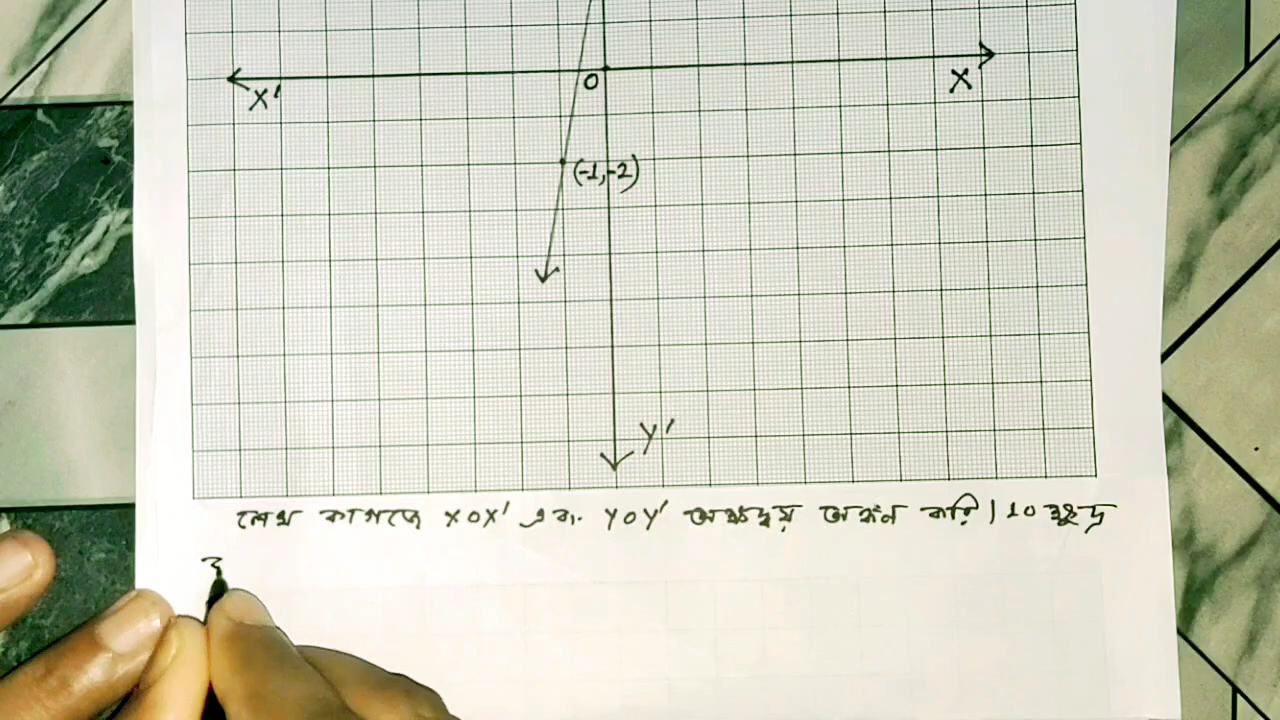 X' O X
(-1,-2)
Y'
লেখ কাগজে XOX' এবং YOY' অক্ষদ্বয় অঙ্কন করি। 10 ক্ষুদ্র